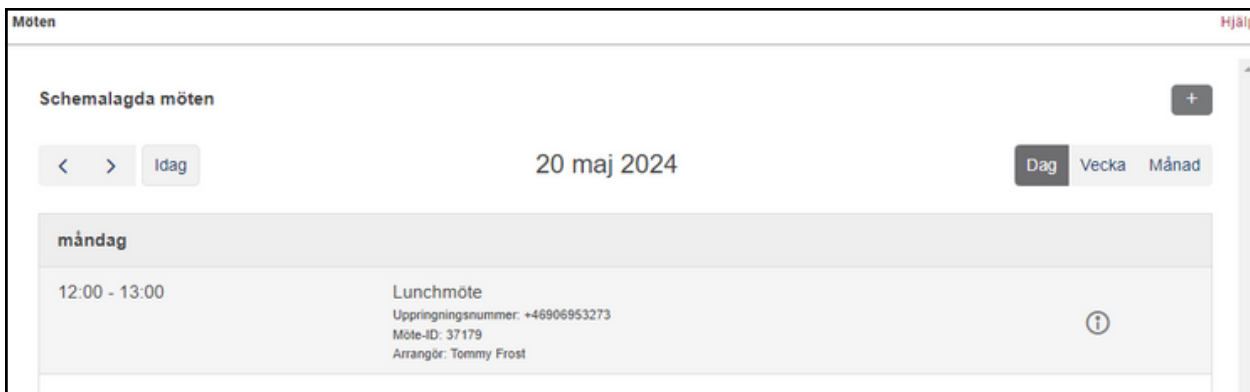 Möten
Hjälp
Schemalagda möten
+
< > Idag
20 maj 2024
Dag Vecka Månad
måndag
12:00 - 13:00
Lunchmöte
Uppringningsnummer: +46906953273
Möte-ID: 37179
Arrangör: Tommy Frost